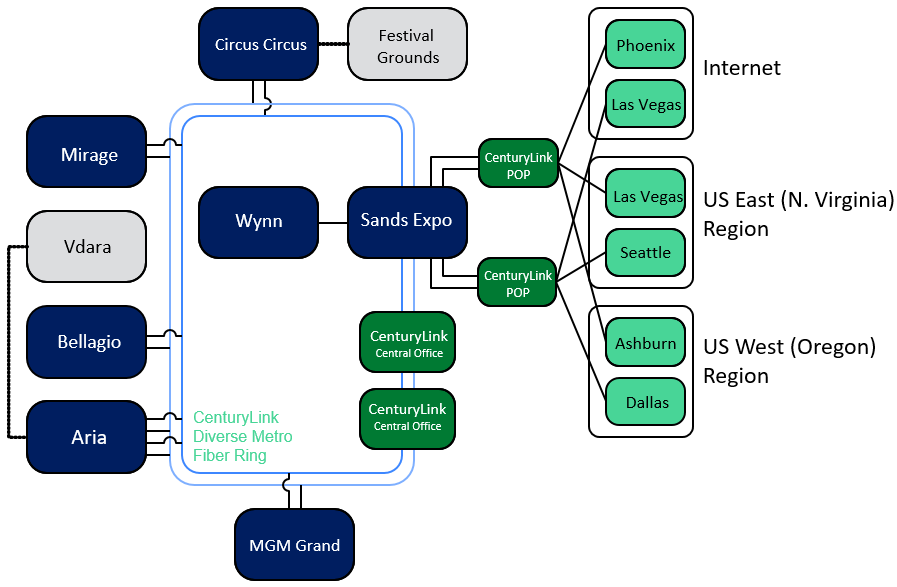 Circus Circus
Festival
Grounds
Phoenix
Las Vegas
Internet
Mirage
CenturyLink
POP
Las Vegas
Seattle
US East (N. Virginia)
Region
Wynn
Sands Expo
Vdara
CenturyLink
POP
Bellagio
CenturyLink
Central Office
Ashburn
Dallas
US West (Oregon)
Region
Aria
CenturyLink
Diverse Metro
Fiber Ring
CenturyLink
Central Office
MGM Grand